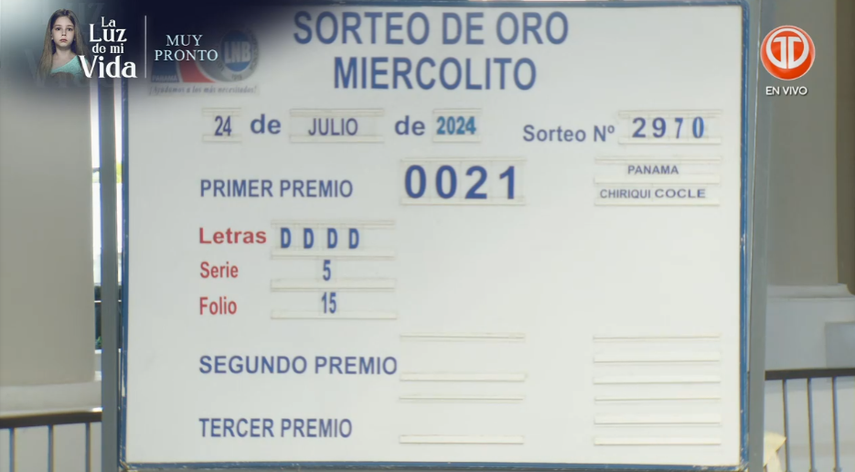 La
Luz
de mi
Vida
MUY
PRONTO
SORTEO DE ORO
MIERCOLITO
LNB
¡Ayudamos a los más necesitados!
EN VIVO
24 de JULIO de 2024
Sorteo Nº 2970
PRIMER PREMIO 0021
PANAMA
CHIRIQUI COCLE
Letras D D D D
Serie 5
Folio 15
SEGUNDO PREMIO
TERCER PREMIO